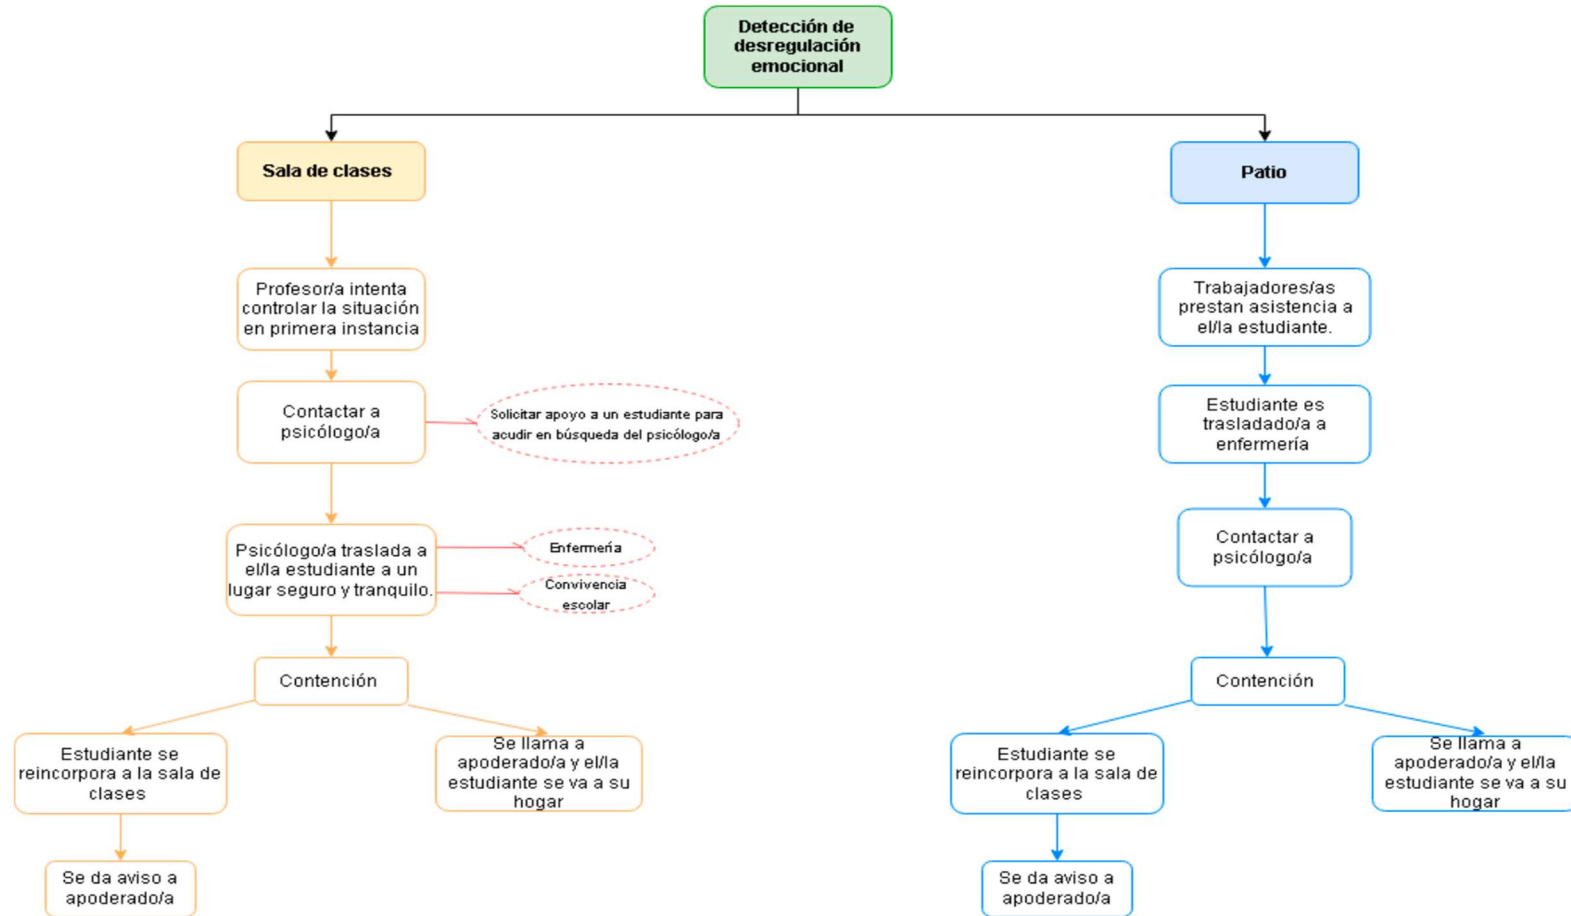 Detección de
desregulación
emocional
Sala de clases
Patio
Profesor/a intenta
controlar la situación
en primera instancia
Trabajadores/as
prestan asistencia a
el/la estudiante.
Contactar a
psicólogo/a
Solicitar apoyo a un estudiante para
acudir en búsqueda del psicólogo/a
Estudiante es
trasladado/a a
enfermería
Psicólogo/a traslada a
el/la estudiante a un
lugar seguro y tranquilo.
Enfermería
Convivencia
escolar
Contactar a
psicólogo/a
Contención
Contención
Estudiante se
reincorpora a la sala de
clases
Se llama a
apoderado/a y el/la
estudiante se va a su
hogar
Estudiante se
reincorpora a la sala de
clases
Se llama a
apoderado/a y el/la
estudiante se va a su
hogar
Se da aviso a
apoderado/a
Se da aviso a
apoderado/a